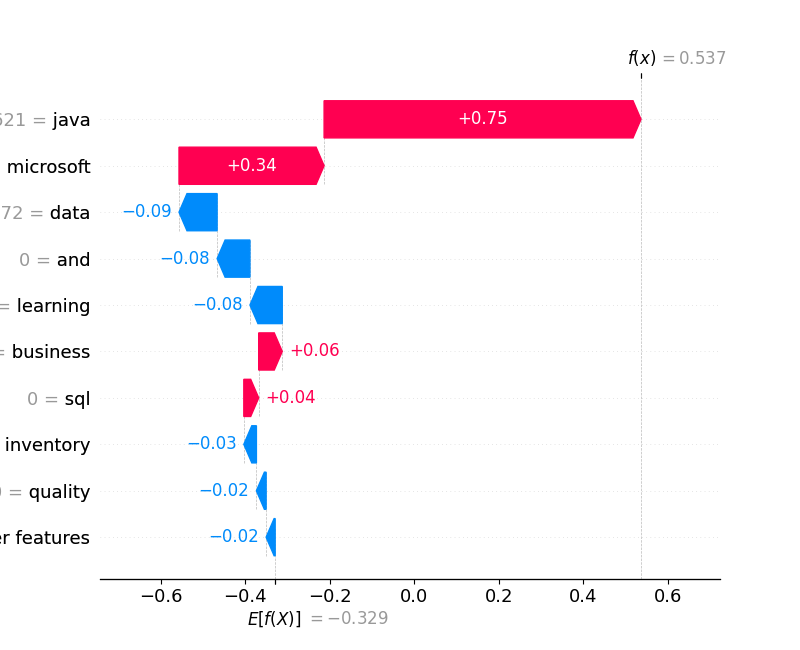 f(x) = 0.537
521 = java
+0.75
microsoft
+0.34
72 = data
−0.09
0 = and
−0.08
= learning
−0.08
= business
+0.06
0 = sql
+0.04
inventory
−0.03
= quality
−0.02
er features
−0.02
−0.6 −0.4 −0.2 0.0 0.2 0.4 0.6
E[f(X)] = −0.329